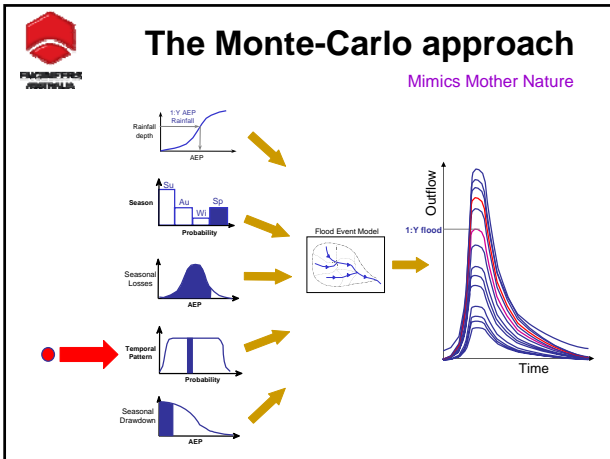 The Monte-Carlo approach
ENGINEERS
AUSTRALIA
Mimics Mother Nature
1:Y AEP
Rainfall
Rainfall
depth
AEP
Su
Au
Wi
Sp
Season
Probability
Seasonal
Losses
AEP
Temporal
Pattern
Probability
Seasonal
Drawdown
AEP
Flood Event Model
Outflow
1:Y flood
Time